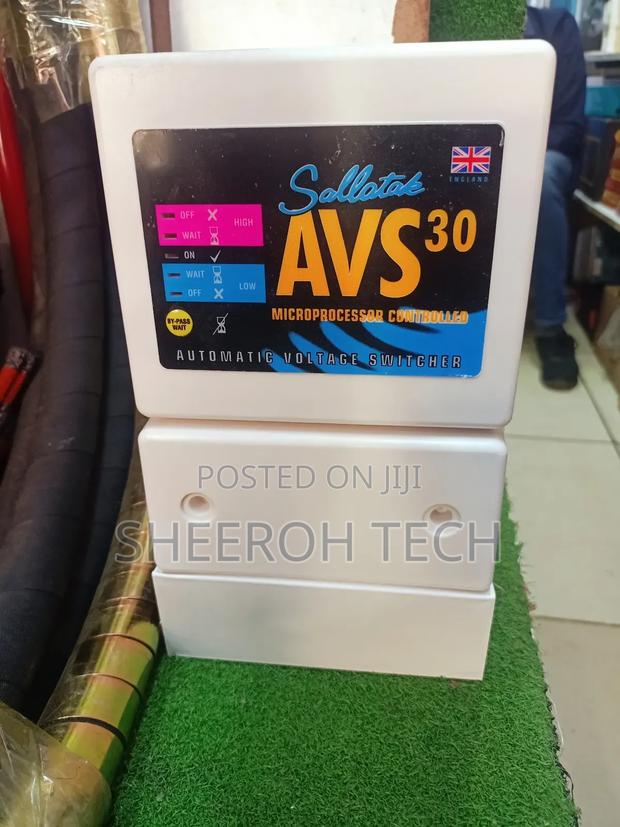 Sollatek
ENGLAND
AVS30
OFF HIGH
WAIT
ON
WAIT
OFF LOW
BY-PASS
WAIT
MICROPROCESSOR CONTROLLED
AUTOMATIC VOLTAGE SWITCHER
POSTED ON JIJI
SHEEROH TECH